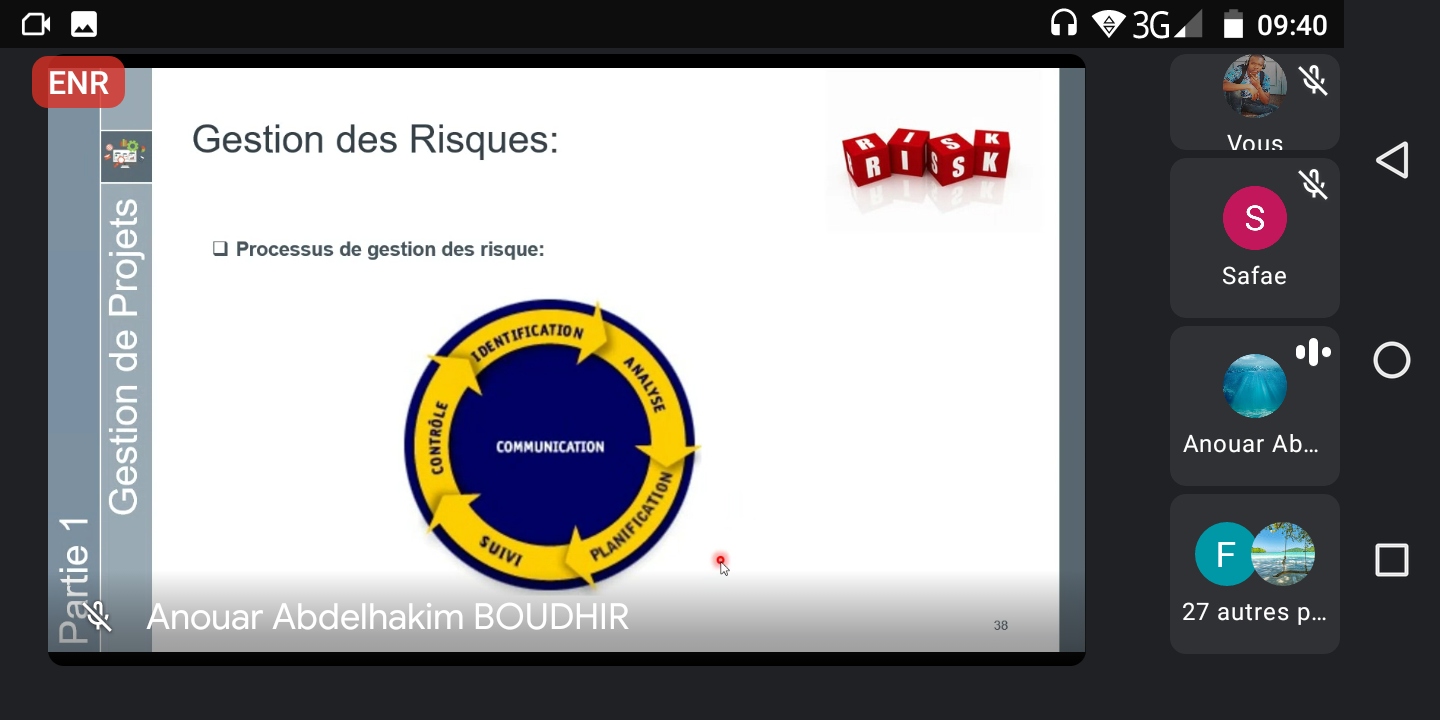 3G 09:40
ENR
Gestion des Risques:
RISK
RISK
Partie 1
Gestion de Projets
❑ Processus de gestion des risque:
IDENTIFICATION
ANALYSE
PLANIFICATION
SUIVI
CONTRÔLE
COMMUNICATION
Anouar Abdelhakim BOUDHIR
38
Vous
S
Safae
Anouar Ab...
F
27 autres p...